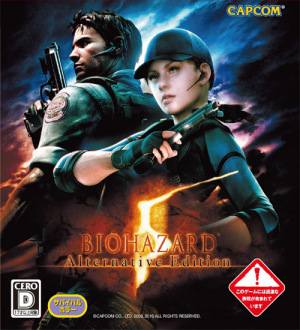 CAPCOM
5
BIOHAZARD
Alternative Edition
CERO
D
17才以上対象
サバイバル
ホラー
このゲームには過激な
表現が含まれて
います
©CAPCOM CO., LTD. 2009, 2010 ALL RIGHTS RESERVED.